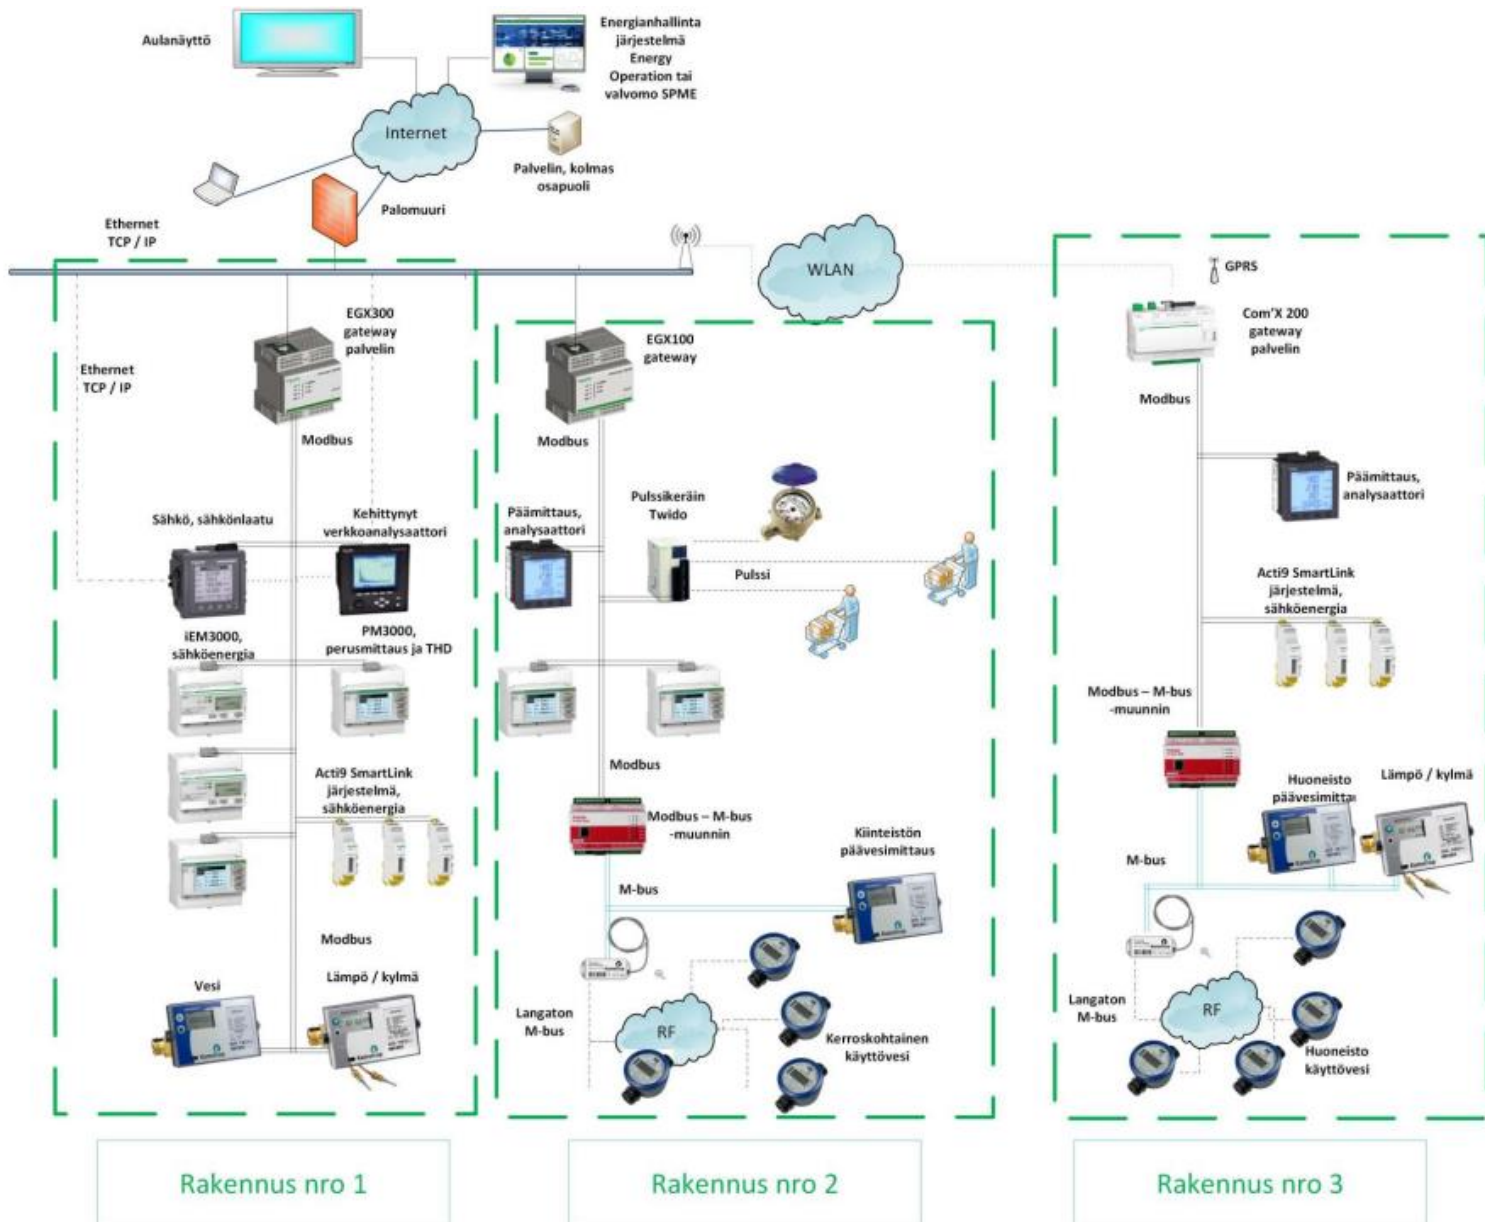 Aulanäyttö
Energianhallinta
järjestelmä
Energy
Operation tai
valvomo SPME
Internet
Palvelin, kolmas
osapuoli
Palomuuri
Ethernet
TCP / IP
WLAN
GPRS
EGX300
gateway
palvelin
EGX100
gateway
Com'X 200
gateway
palvelin
Ethernet
TCP / IP
Modbus
Modbus
Modbus
Sähkö, sähkönlaatu
Kehittynyt
verkkoanalysaattori
Päämittaus,
analysaattori
Pulssikeräin
Twido
Pulssi
Päämittaus,
analysaattori
iEM3000,
sähköenergia
PM3000,
perusmittaus ja THD
Acti9 SmartLink
järjestelmä,
sähköenergia
Acti9 SmartLink
järjestelmä,
sähköenergia
Modbus
Modbus – M-bus
-muunnin
Modbus – M-bus
-muunnin
Kiinteistön
päävesimittaus
M-bus
Huoneisto
päävesimitta
Lämpö / kylmä
M-bus
Modbus
Vesi
Lämpö / kylmä
Langaton
M-bus
RF
Kerroskohtainen
käyttövesi
Langaton
M-bus
RF
Huoneisto
käyttövesi
Rakennus nro 1
Rakennus nro 2
Rakennus nro 3